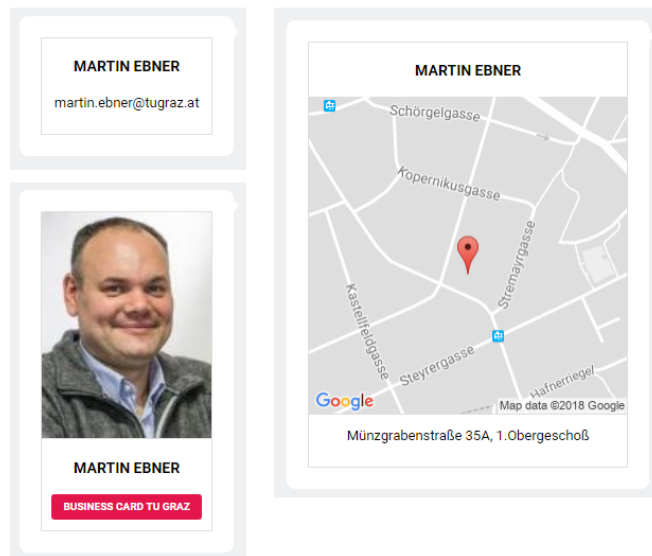 MARTIN EBNER
martin.ebner@tugraz.at
MARTIN EBNER
BUSINESS CARD TU GRAZ
MARTIN EBNER
Schörgelgasse
Kopernikusgasse
Stremayrgasse
Kastellfeldgasse
Steyrergasse
Hafnerriegel
Google
Map data ©2018 Google
Münzgrabenstraße 35A, 1.Obergeschoß